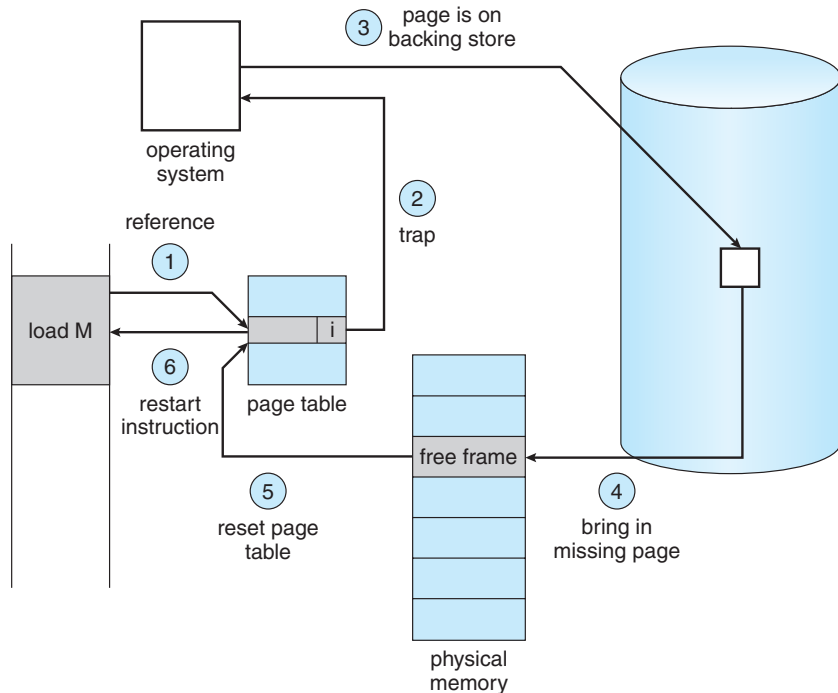 3
page is on
backing store
operating
system
2
trap
reference
1
load M
i
6
restart
instruction
page table
free frame
5
reset page
table
4
bring in
missing page
physical
memory